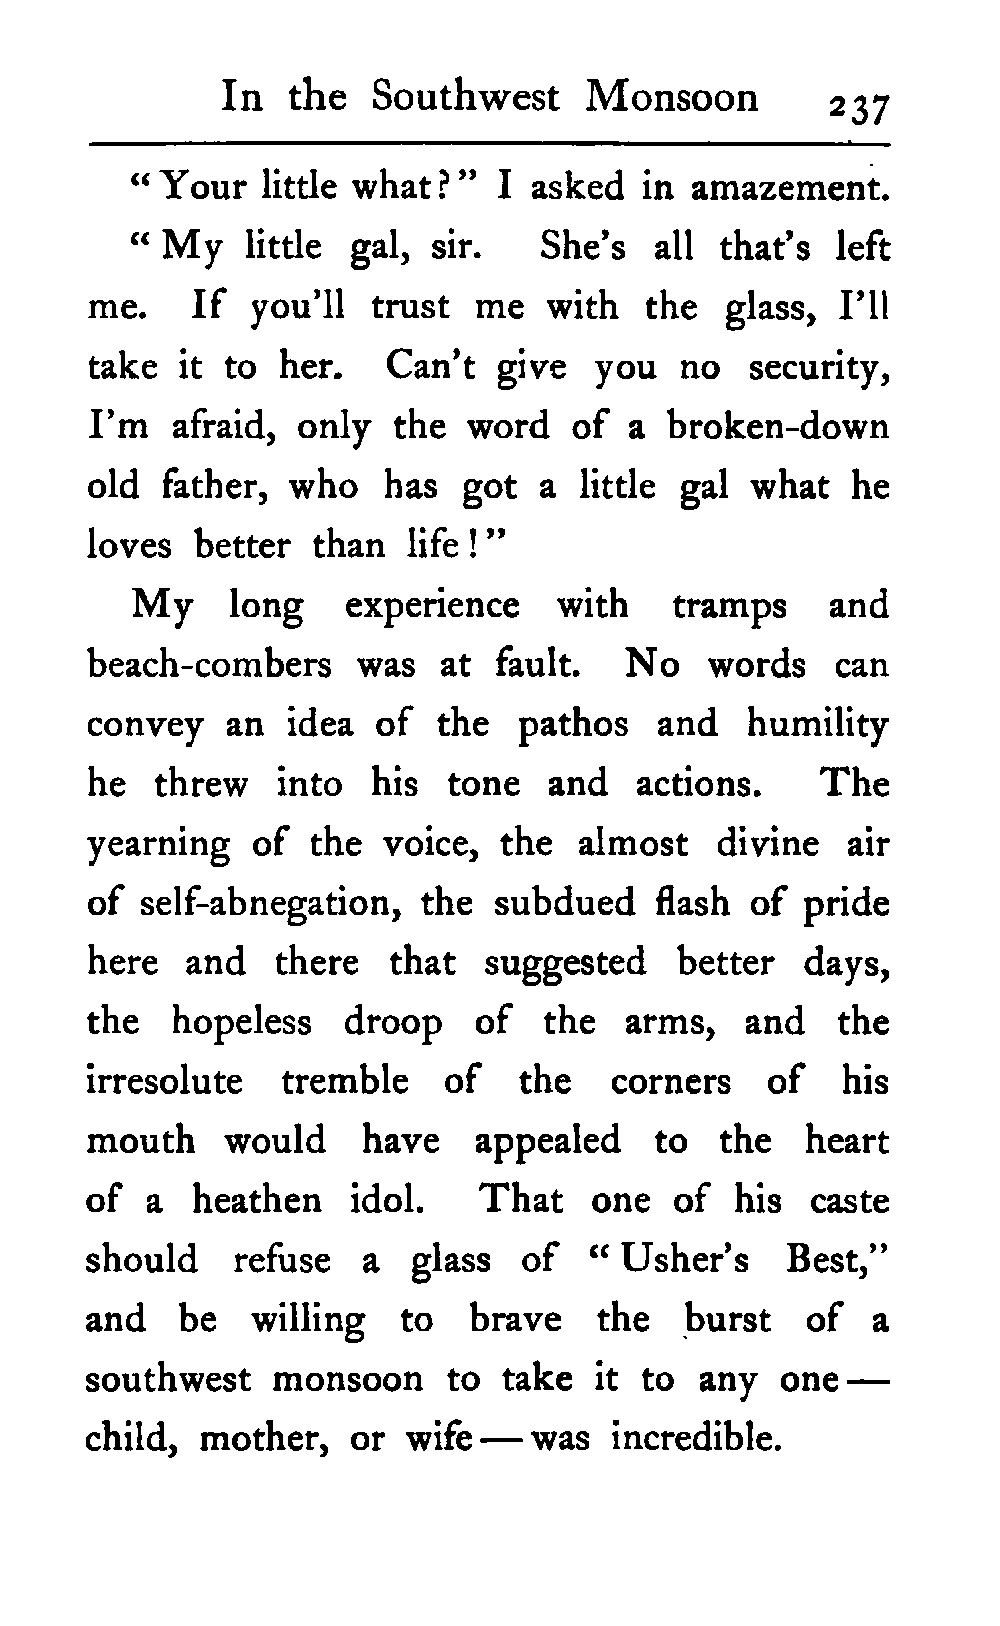 In the Southwest Monsoon 237
“Your little what?” I asked in amazement.
“My little gal, sir. She’s all that’s left
me. If you’ll trust me with the glass, I’ll
take it to her. Can’t give you no security,
I’m afraid, only the word of a broken-down
old father, who has got a little gal what he
loves better than life!”
My long experience with tramps and
beach-combers was at fault. No words can
convey an idea of the pathos and humility
he threw into his tone and actions. The
yearning of the voice, the almost divine air
of self-abnegation, the subdued flash of pride
here and there that suggested better days,
the hopeless droop of the arms, and the
irresolute tremble of the corners of his
mouth would have appealed to the heart
of a heathen idol. That one of his caste
should refuse a glass of “Usher’s Best,”
and be willing to brave the burst of a
southwest monsoon to take it to any one —
child, mother, or wife — was incredible.